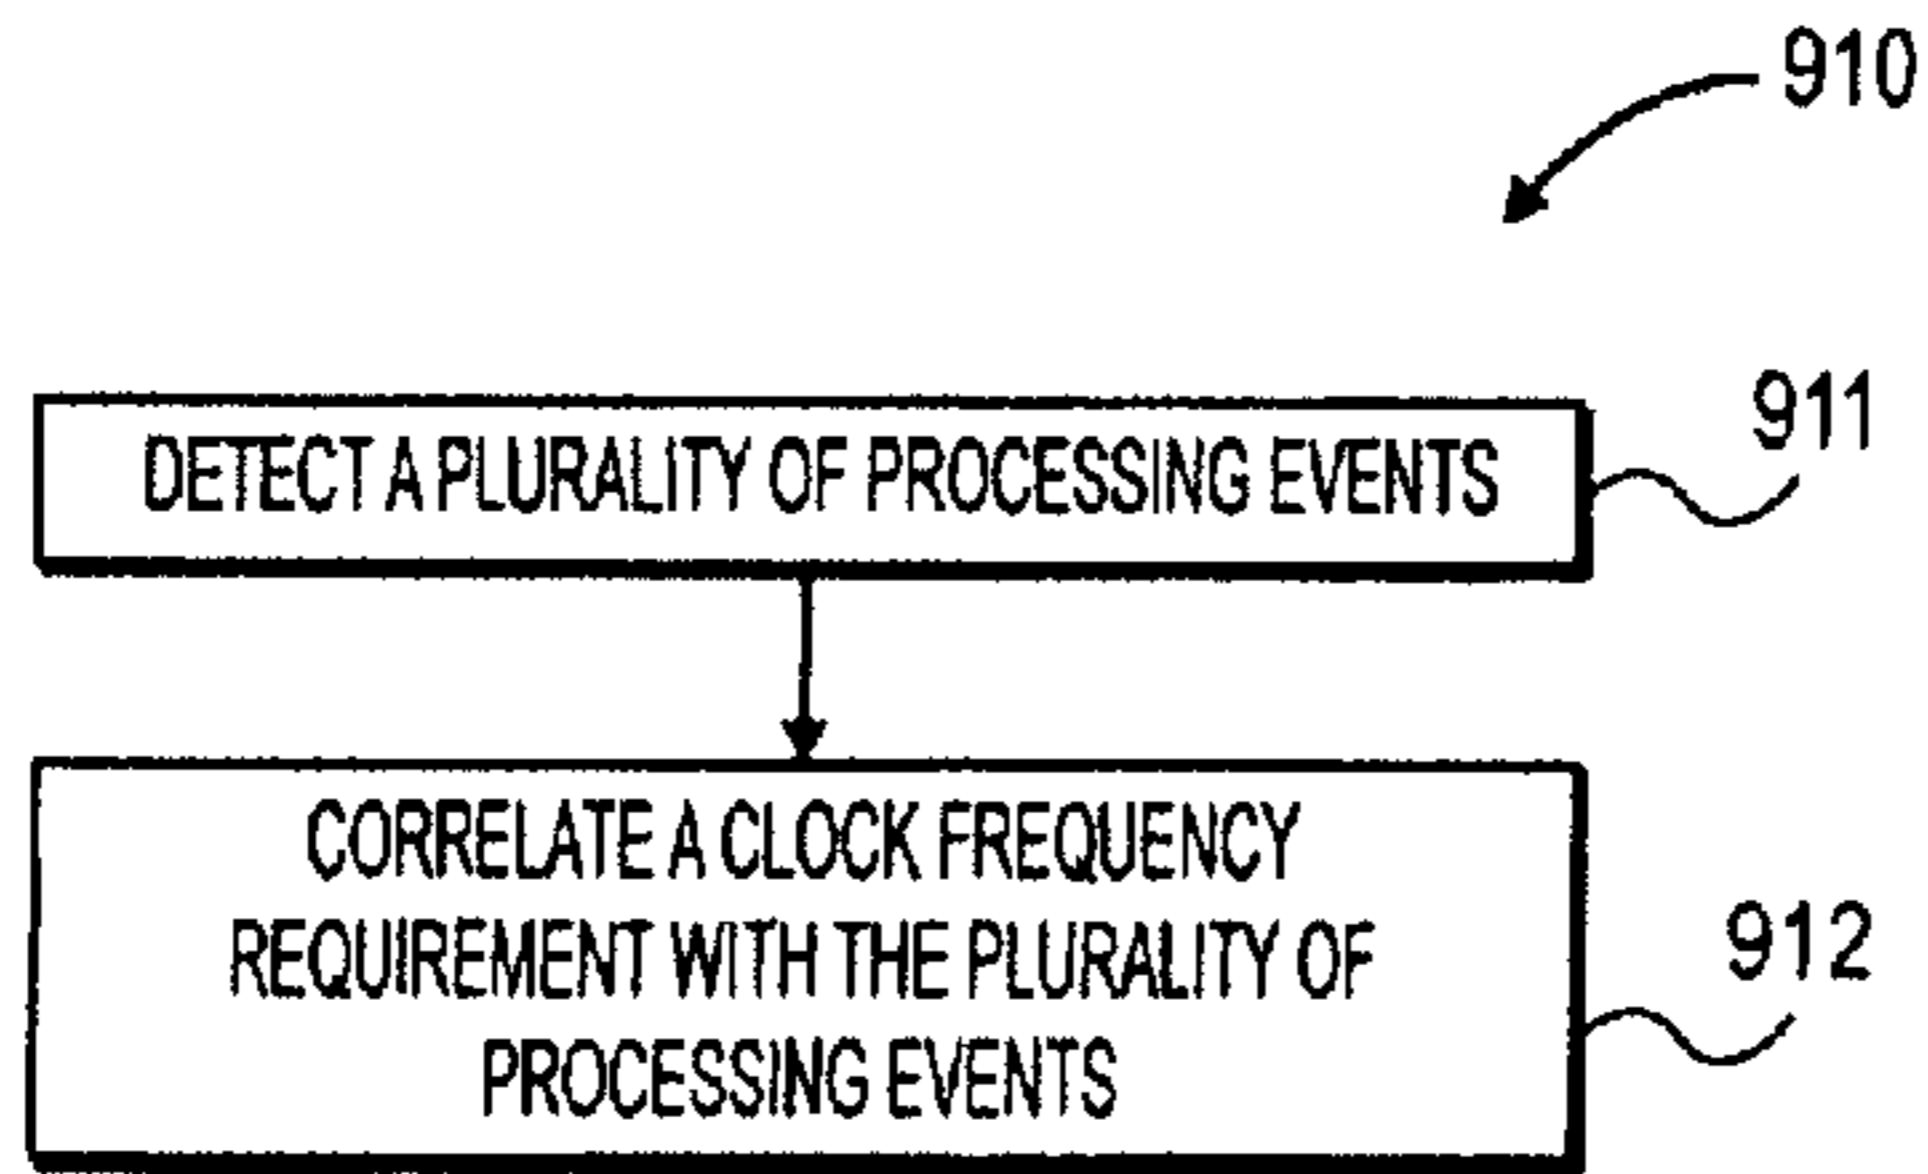 910
911
DETECT A PLURALITY OF PROCESSING EVENTS
CORRELATE A CLOCK FREQUENCY
REQUIREMENT WITH THE PLURALITY OF
PROCESSING EVENTS
912